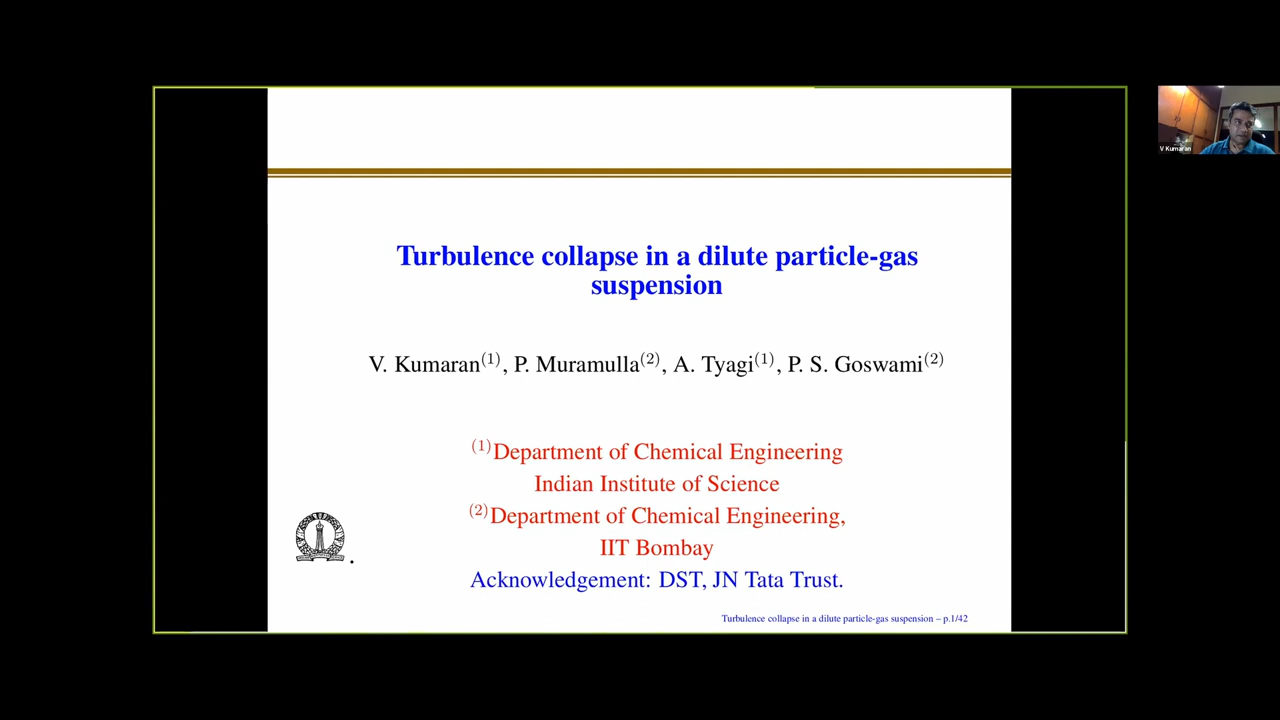 Turbulence collapse in a dilute particle-gas
suspension
V. Kumaran(1), P. Muramulla(2), A. Tyagi(1), P. S. Goswami(2)
(1)Department of Chemical Engineering
Indian Institute of Science
(2)Department of Chemical Engineering,
IIT Bombay
Acknowledgement: DST, JN Tata Trust.
Turbulence collapse in a dilute particle-gas suspension – p.1/42
V Kumaran